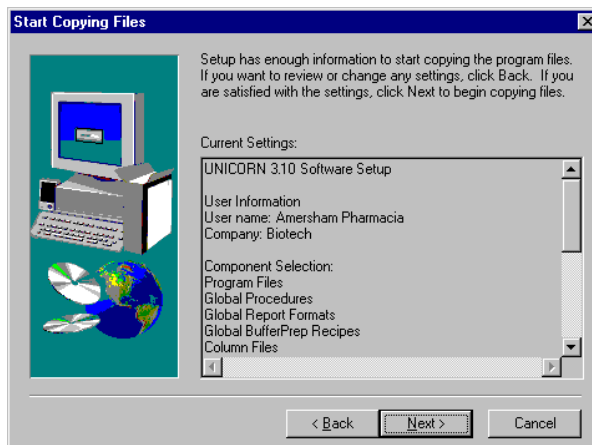 Start Copying Files
Setup has enough information to start copying the program files.
If you want to review or change any settings, click Back. If you
are satisfied with the settings, click Next to begin copying files.
Current Settings:
UNICORN 3.10 Software Setup
User Information
User name: Amersham Pharmacia
Company: Biotech
Component Selection:
Program Files
Global Procedures
Global Report Formats
Global BufferPrep Recipes
Column Files
< Back
Next >
Cancel